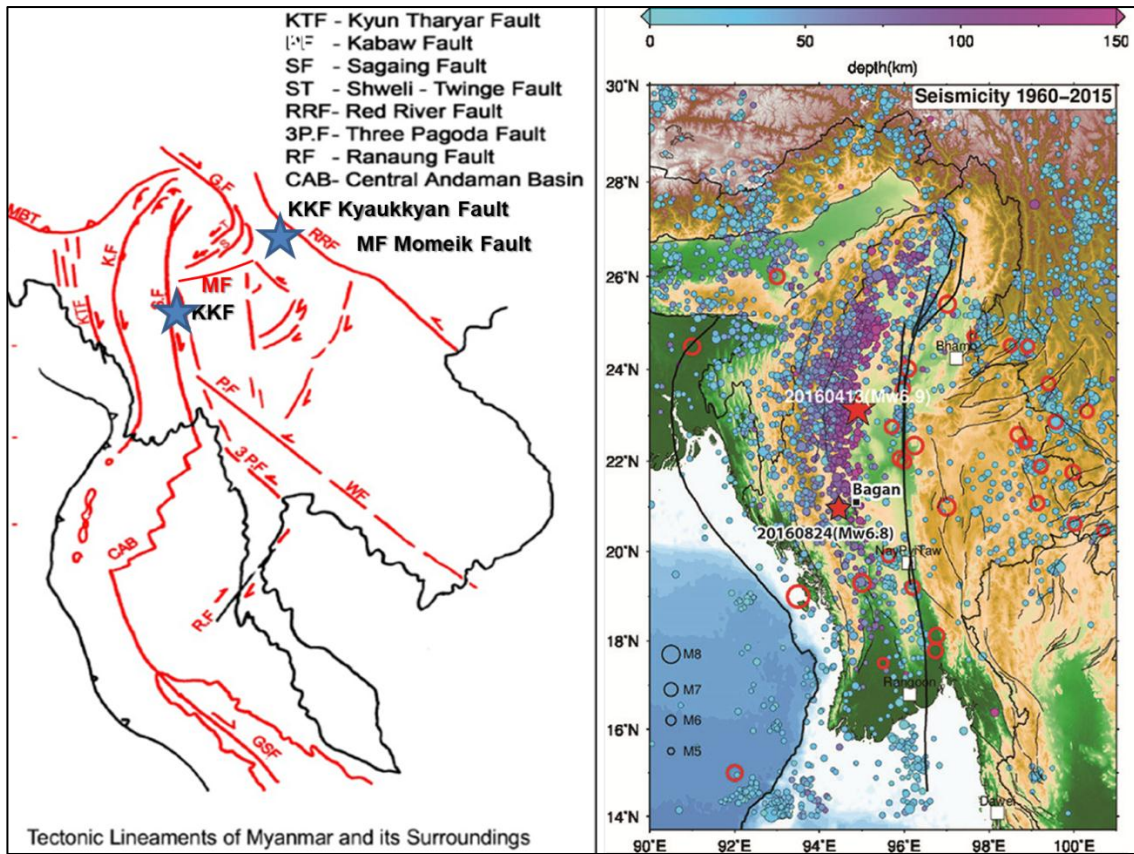 KTF - Kyun Tharyar Fault
Kabaw Fault
SF - Sagaing Fault
ST - Shweli - Twinge Fault
RRF- Red River Fault
3P.F- Three Pagoda Fault
RF - Ranaung Fault
CAB- Central Andaman Basin
KKF Kyaukkyan Fault
MF Momeik Fault
G.F
MBT
K.F
RRF
KTF
MF
KKF
P.F
3.P.F
WF
CAB
R.F
GSF
Tectonic Lineaments of Myanmar and its Surroundings
0 50 100 150
depth(km)
Seismicity 1960-2015
30°N
28°N
26°N
24°N
22°N
20°N
18°N
16°N
14°N
Bham
20160413(Mw6.9)
Bagan
20160824(Mw6.8)
NayPyiTaw
Rangoon
Dawei
M8
M7
M6
M5
90°E 92°E 94°E 96°E 98°E 100°E